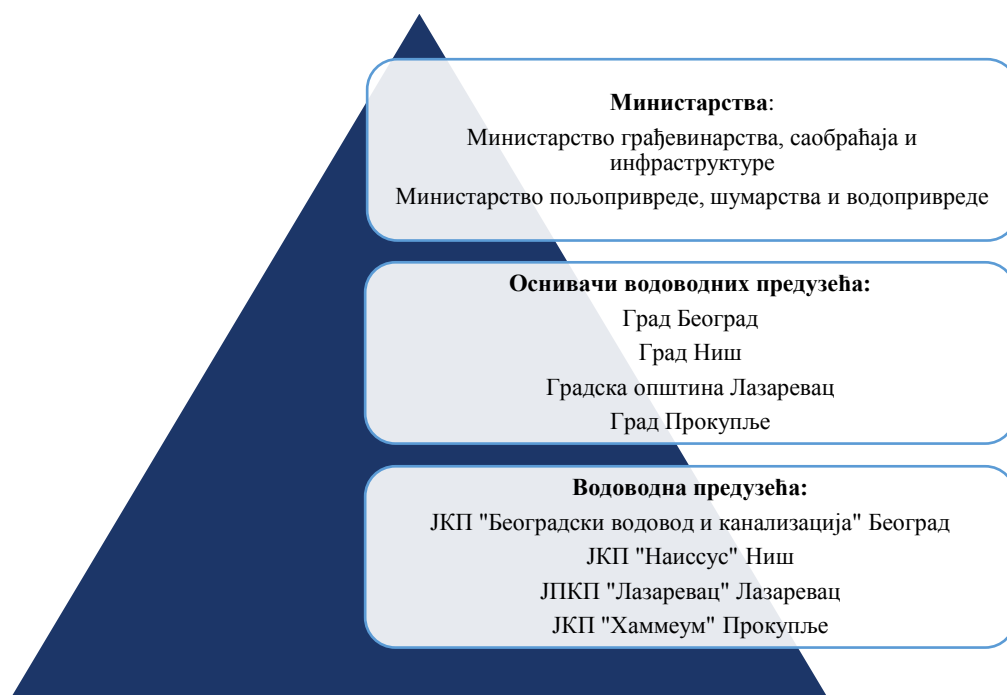 Министарства:
Министарство грађевинарства, саобраћаја и
инфраструктуре
Министарство пољопривреде, шумарства и водопривреде
Оснивачи водоводних предузећа:
Град Београд
Град Ниш
Градска општина Лазаревац
Град Прокупље
Водоводна предузећа:
ЈКП "Београдски водовод и канализација" Београд
ЈКП "Наиссус" Ниш
ЈПКП "Лазаревац" Лазаревац
ЈКП "Хаммеум" Прокупље